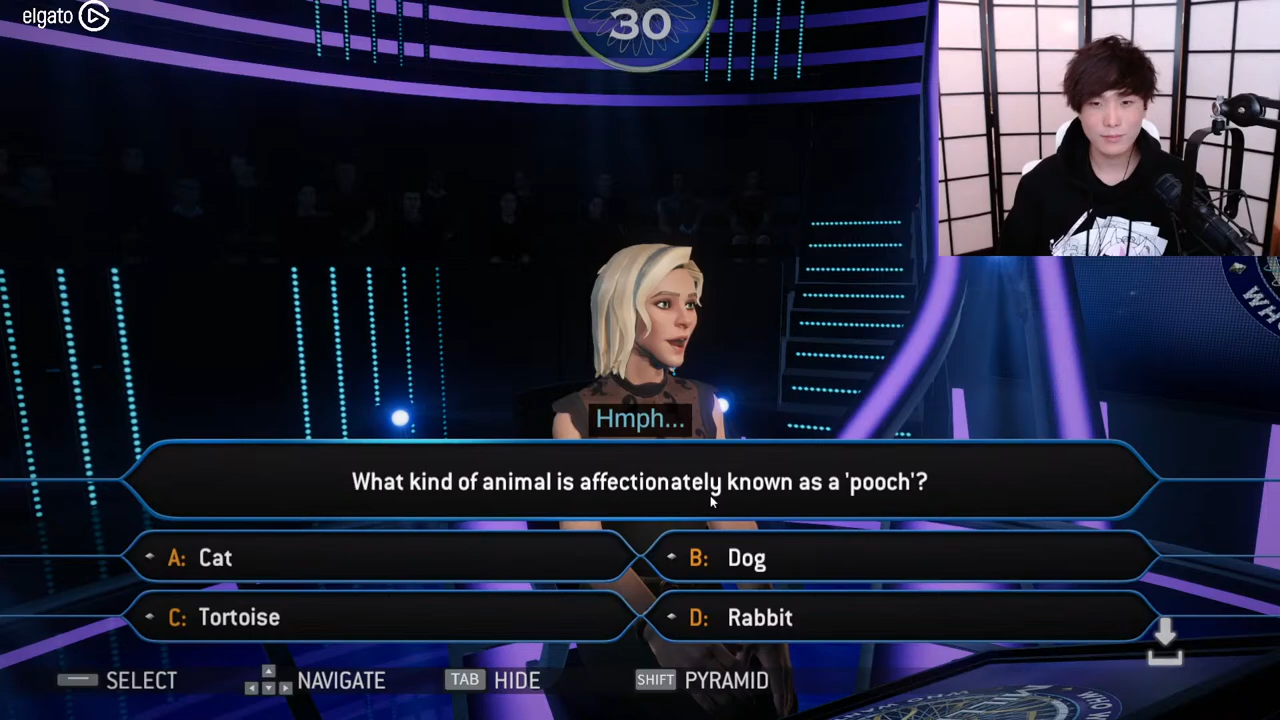 elgato
30
WH
Hmph...
What kind of animal is affectionately known as a 'pooch'?
A: Cat
B: Dog
C: Tortoise
D: Rabbit
SELECT
NAVIGATE
TAB HIDE
SHIFT PYRAMID